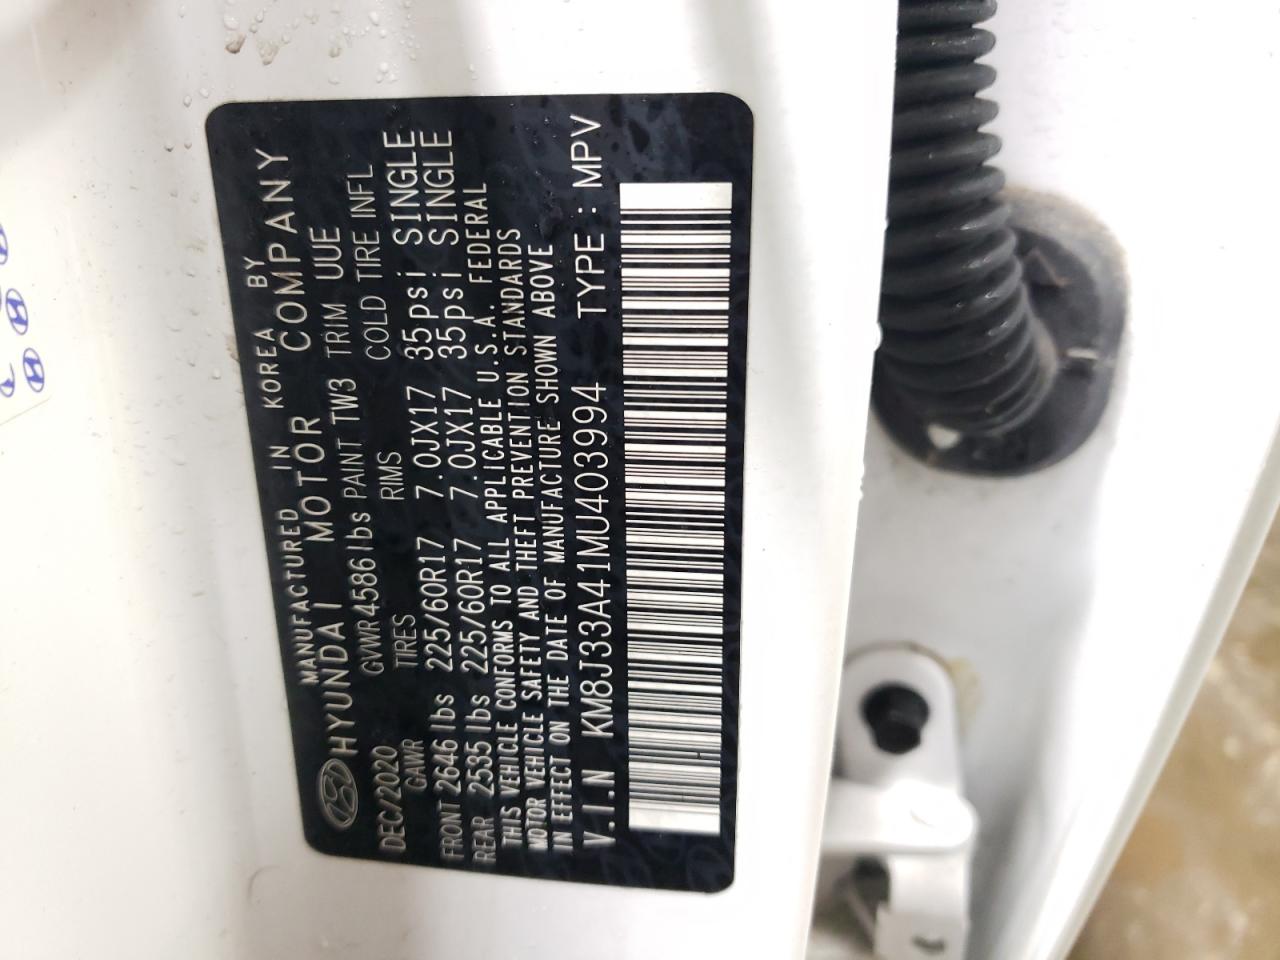 MANUFACTURED IN KOREA BY
HYUNDAI MOTOR COMPANY
DEC/2020 GVWR 4586 lbs PAINT TW3 TRIM UUE
GAWR TIRES RIMS COLD TIRE INFL
FRONT 2646 lbs 225/60R17 7.0JX17 35psi SINGLE
REAR 2535 lbs 225/60R17 7.0JX17 35psi SINGLE
THIS VEHICLE CONFORMS TO ALL APPLICABLE U.S.A. FEDERAL
MOTOR VEHICLE SAFETY AND THEFT PREVENTION STANDARDS
IN EFFECT ON THE DATE OF MANUFACTURE SHOWN ABOVE
V.I.N KM8J33A41MU403994 TYPE : MPV